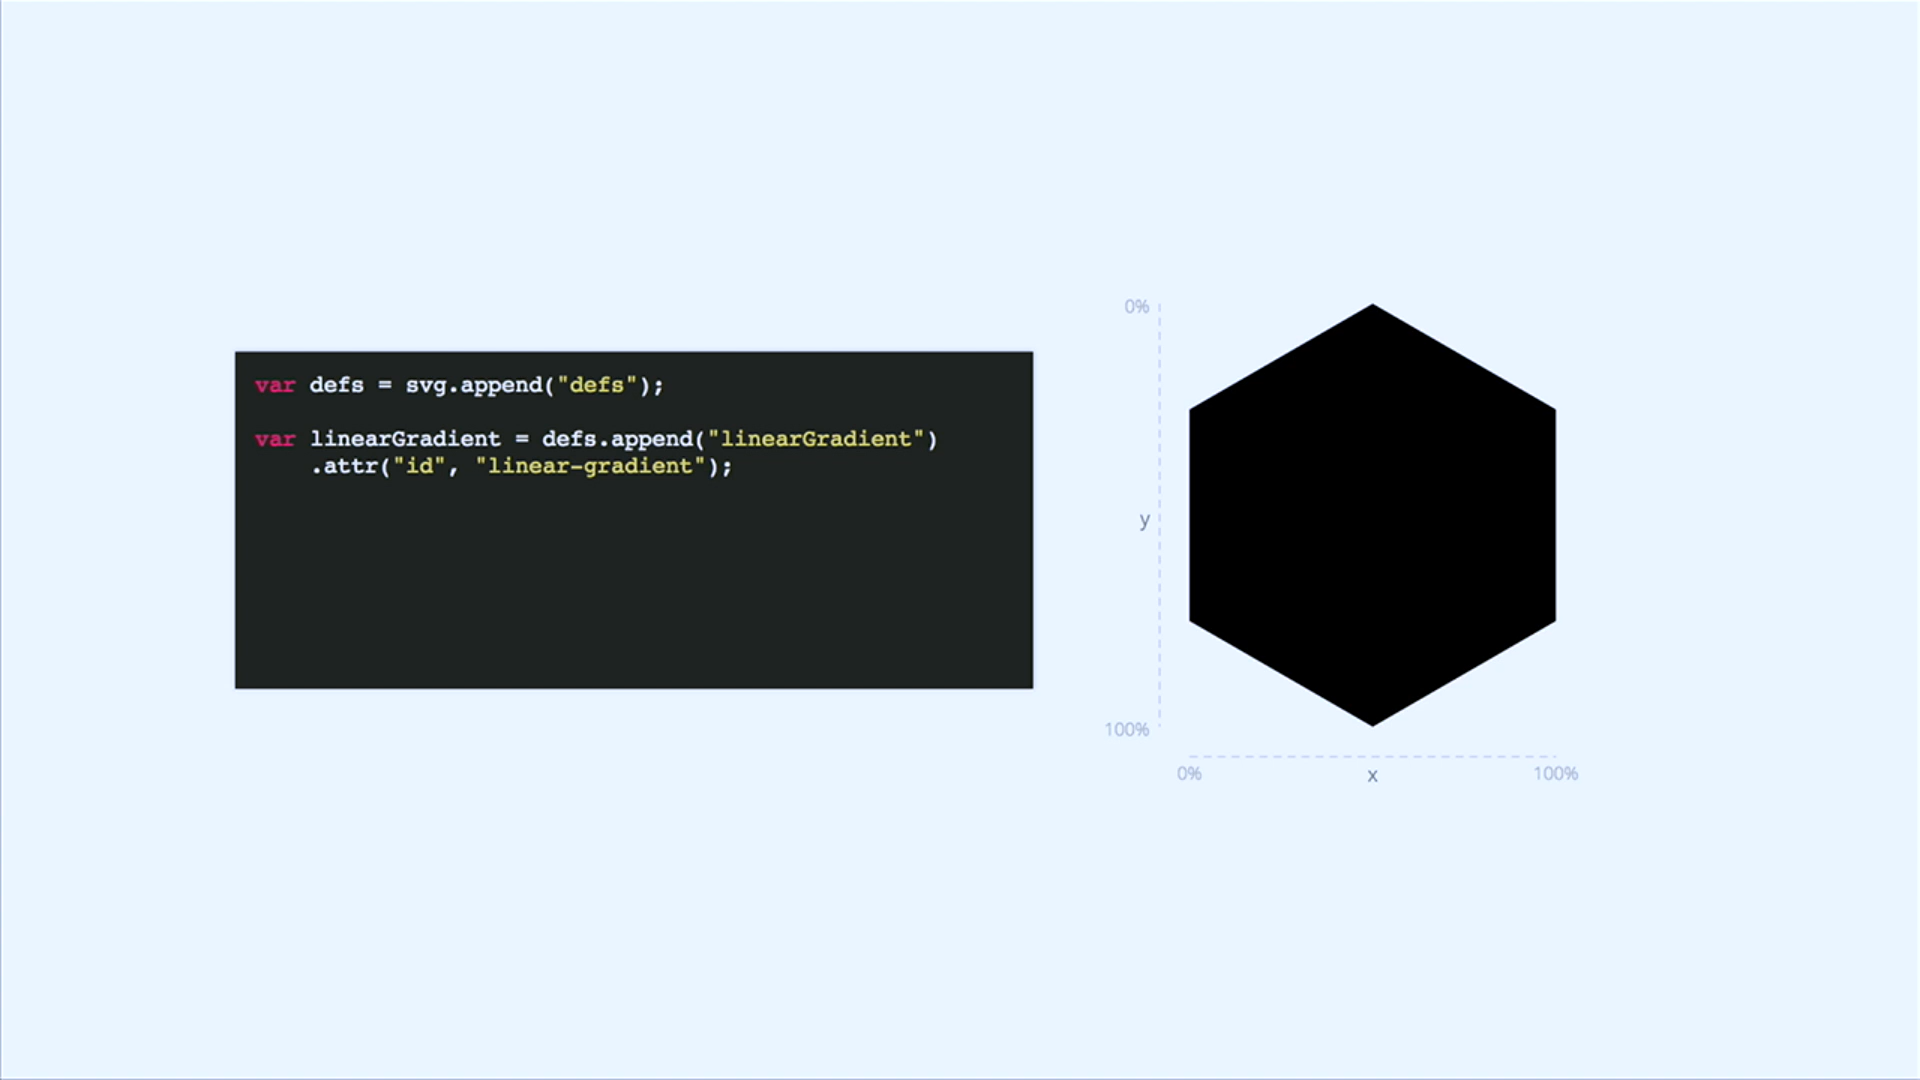 var defs = svg.append("defs");
var linearGradient = defs.append("linearGradient")
.attr("id", "linear-gradient");
0%
y
100%
0% x 100%